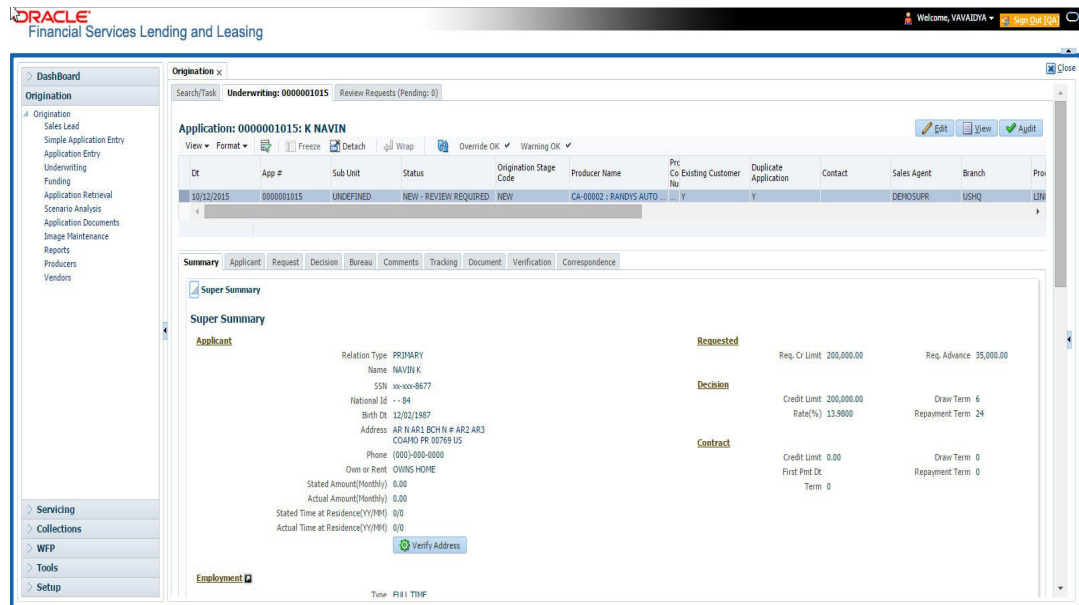 ORACLE
Financial Services Lending and Leasing
Welcome, VAVAIDYA
Sign Out [QA]
Close
DashBoard
Origination
Origination
Sales Lead
Simple Application Entry
Application Entry
Underwriting
Funding
Application Retrieval
Scenario Analysis
Application Documents
Image Maintenance
Reports
Producers
Vendors
Servicing
Collections
WFP
Tools
Setup
Origination x
Search/Task Underwriting: 0000001015 Review Requests (Pending: 0)
Application: 0000001015: K NAVIN
Edit View Audit
View Format Freeze Detach Wrap Override OK Warning OK
Dt App # Sub Unit Status Origination Stage Code Producer Name Prc Co Nu Existing Customer Duplicate Application Contact Sales Agent Branch Pro
10/12/2015 0000001015 UNDEFINED NEW - REVIEW REQUIRED NEW CA-00002 : RANDYS AUTO ... ... Y Y DEMOSUPR USHQ LIN
Summary Applicant Request Decision Bureau Comments Tracking Document Verification Correspondence
Super Summary
Super Summary
Applicant
Relation Type PRIMARY
Name NAVIN K
SSN xx-xxx-8677
National Id - - 84
Birth Dt 12/02/1987
Address AR N AR1 BCH N # AR2 AR3
COAMO PR 00769 US
Phone (000)-000-0000
Own or Rent OWNS HOME
Stated Amount(Monthly) 0.00
Actual Amount(Monthly) 0.00
Stated Time at Residence(YY/MM) 0/0
Actual Time at Residence(YY/MM) 0/0
Verify Address
Employment
Type FULL TIME
Requested
Req. Cr Limit 200,000.00 Req. Advance 35,000.00
Decision
Credit Limit 200,000.00 Draw Term 6
Rate(%) 13.9800 Repayment Term 24
Contract
Credit Limit 0.00 Draw Term 0
First Pmt Dt Repayment Term 0
Term 0